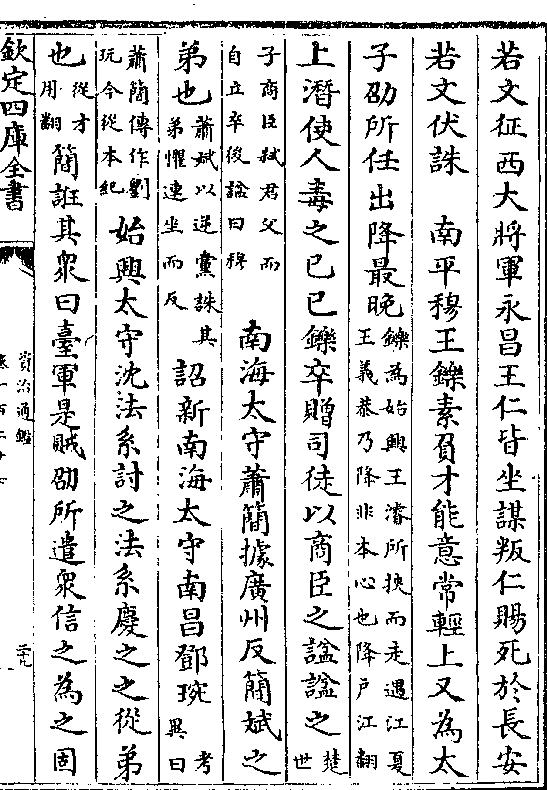 若文征西大將軍永昌王仁皆坐謀叛仁賜死於長安
若文伏誅　南平穆王鑠素負才能意常輕上又為太
子劭所任出降最晚鑠為始興王濬所挾而走遇江夏王義恭乃降非本心也降戶江翻
上潛使人毒之己巳鑠卒贈司徒以商臣之諡諡之楚世
子商臣弑君父而自立卒後諡曰穆　南海太守蕭簡據廣州反簡斌之
弟也蕭斌以逆黨誅其弟懼連坐而反詔新南海太守南昌鄧琬考異曰
蕭簡傳作劉玩今從本紀始興太守沈法系討之法系慶之之從弟
也從才用翻簡誑其衆曰臺軍是賊劭所遣衆信之為之固
欽定四庫全書
資治通鑑